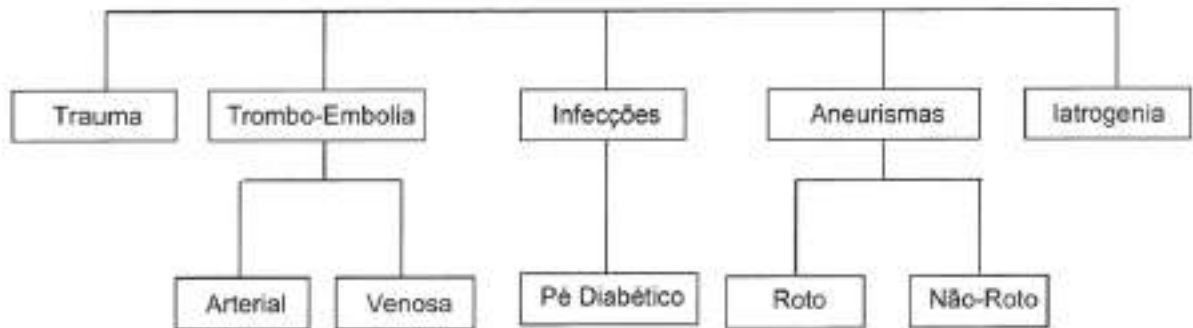 Trauma
Trombo-Embolia
Infecções
Aneurismas
Iatrogenia
Arterial
Venosa
Pé Diabético
Roto
Não-Roto